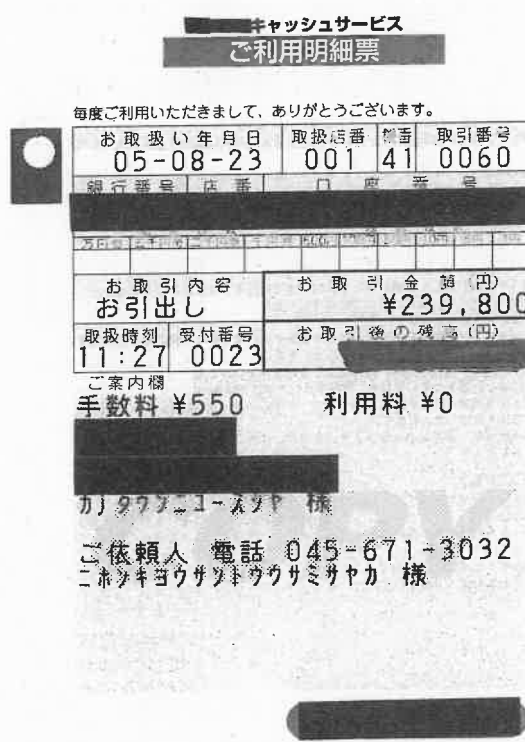 キャッシュサービス
ご利用明細票
毎度ご利用いただきまして、ありがとうございます。
お取扱い年月日 取扱店番 機番 取引番号
05-08-23 001 41 0060
銀行番号 店番 口座番号
お取引内容 お取引金額(円)
お引出し ¥239,800
取扱時刻 受付番号 お取引後の残高(円)
11:27 0023
ご案内欄
手数料 ¥550 利用料 ¥0
カ)タウンニユースシヤ 様
ご依頼人 電話 045-671-3032
ニホンキヨウサントウウサミサヤカ 様